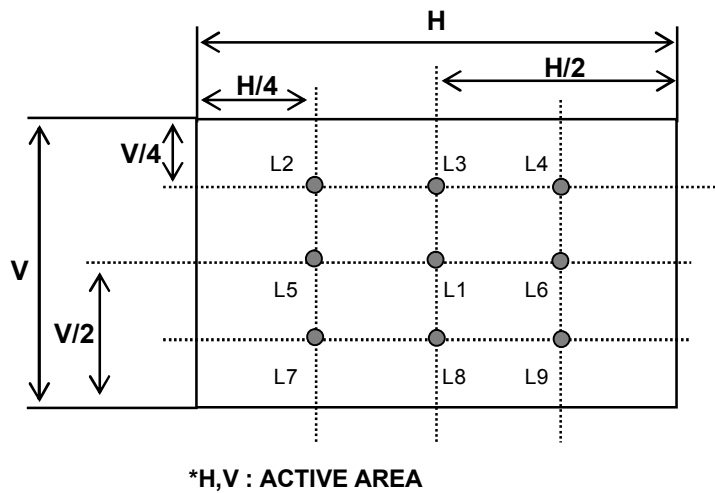 H
H/4
H/2
V/4
L2
L3
L4
V
L5
L1
L6
V/2
L7
L8
L9
*H,V : ACTIVE AREA